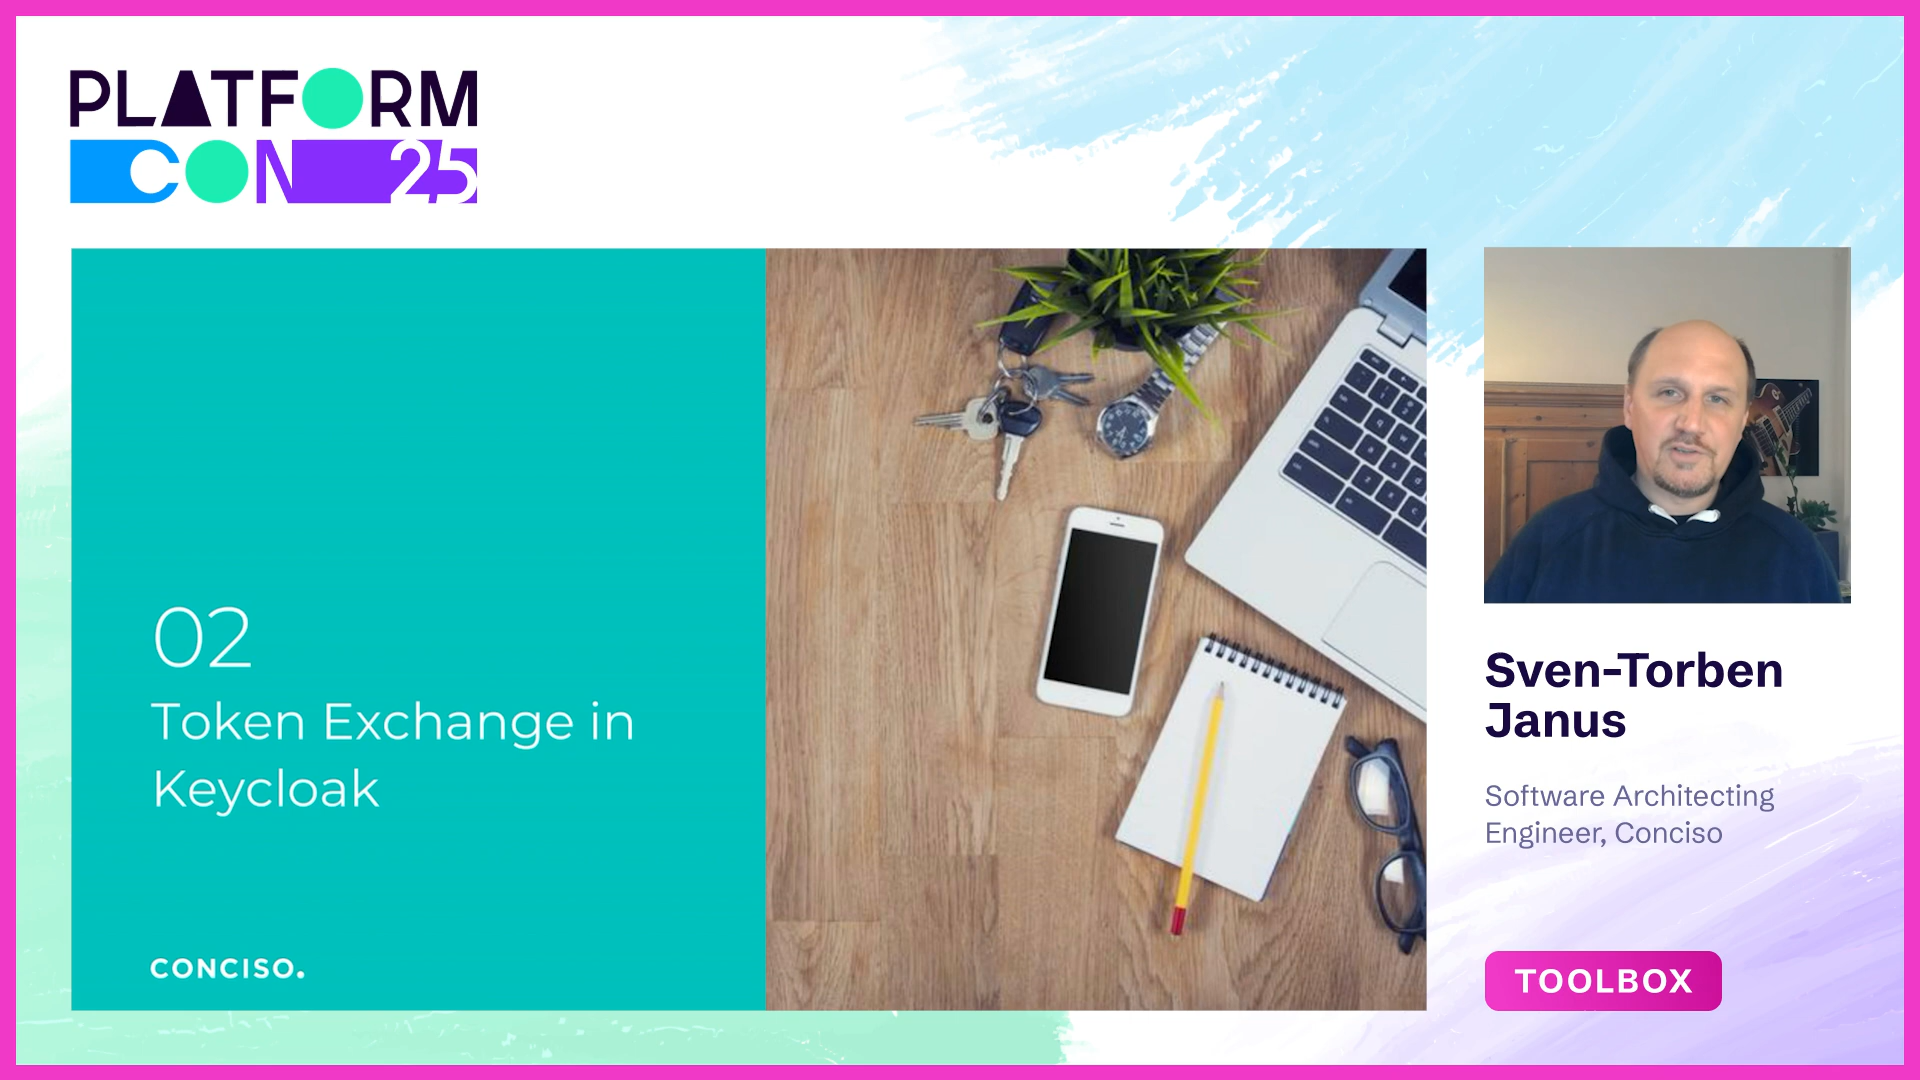 PLATFORM
CON 25
02
Token Exchange in
Keycloak
CONCISO.
Sven-Torben
Janus
Software Architecting
Engineer, Conciso
TOOLBOX